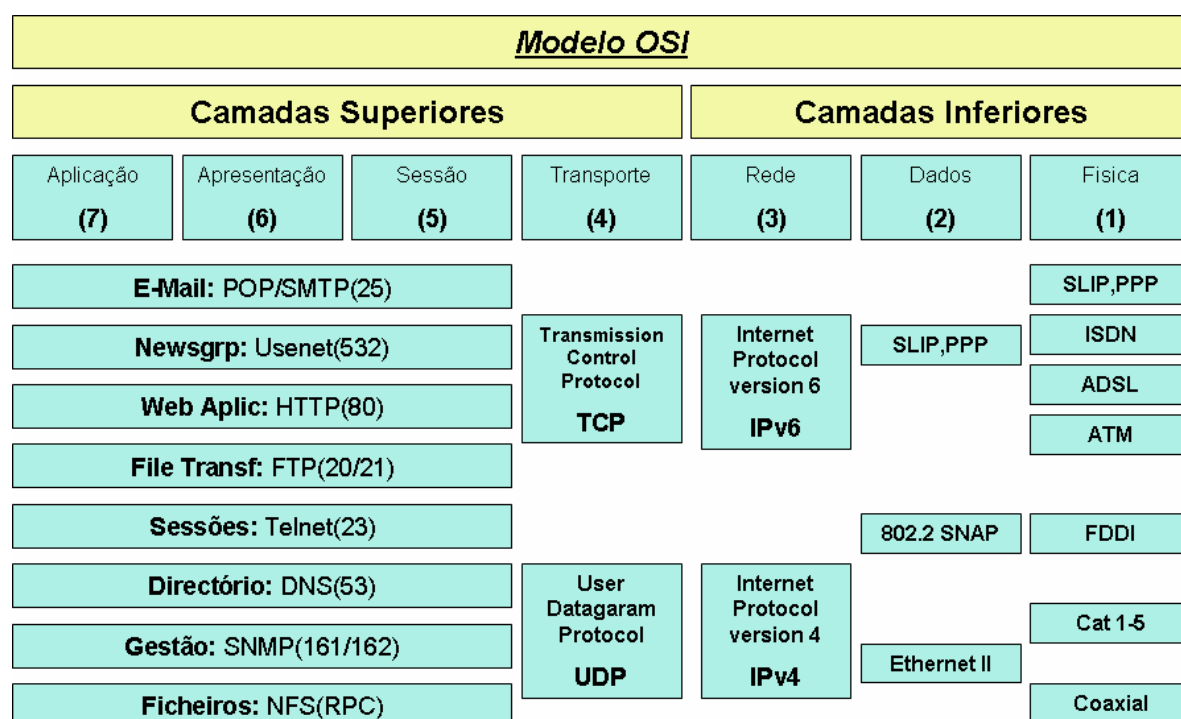 Modelo OSI
Camadas Superiores
Camadas Inferiores
Aplicação
(7)
Apresentação
(6)
Sessão
(5)
Transporte
(4)
Rede
(3)
Dados
(2)
Fisica
(1)
E-Mail: POP/SMTP(25)
Newsgrp: Usenet(532)
Web Aplic: HTTP(80)
File Transf: FTP(20/21)
Sessões: Telnet(23)
Directório: DNS(53)
Gestão: SNMP(161/162)
Ficheiros: NFS(RPC)
Transmission
Control
Protocol
TCP
User
Datagaram
Protocol
UDP
Internet
Protocol
version 6
IPv6
Internet
Protocol
version 4
IPv4
SLIP,PPP
802.2 SNAP
Ethernet II
SLIP,PPP
ISDN
ADSL
ATM
FDDI
Cat 1-5
Coaxial